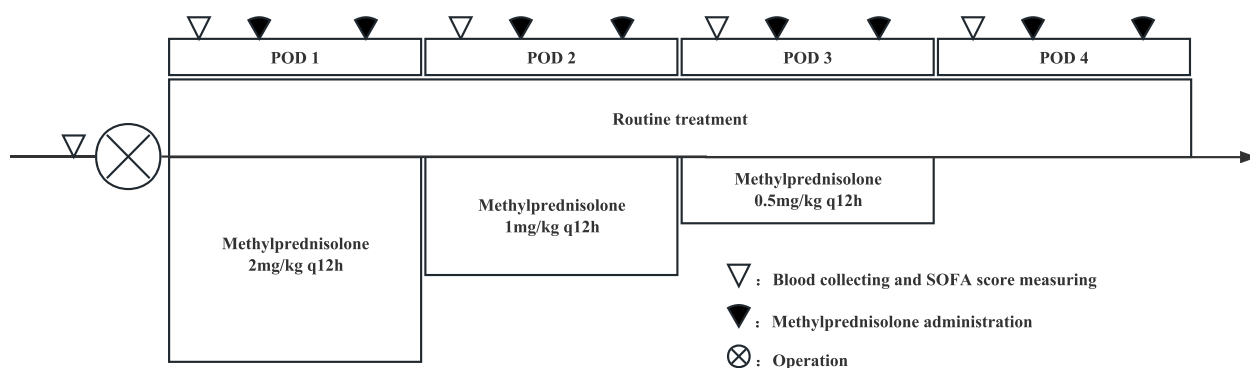 POD 1
POD 2
POD 3
POD 4
Routine treatment
Methylprednisolone
2mg/kg q12h
Methylprednisolone
1mg/kg q12h
Methylprednisolone
0.5mg/kg q12h
： Blood collecting and SOFA score measuring
： Methylprednisolone administration
： Operation